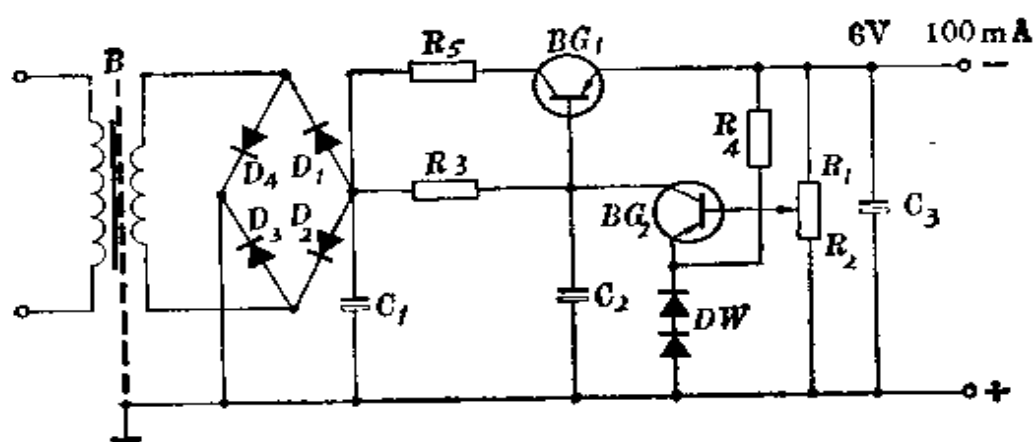 B
R5
BG1
6V 100mA
−
R4
R3
D4
D1
R1
BG2
D3
D2
C3
R2
C1
C2
DW
+